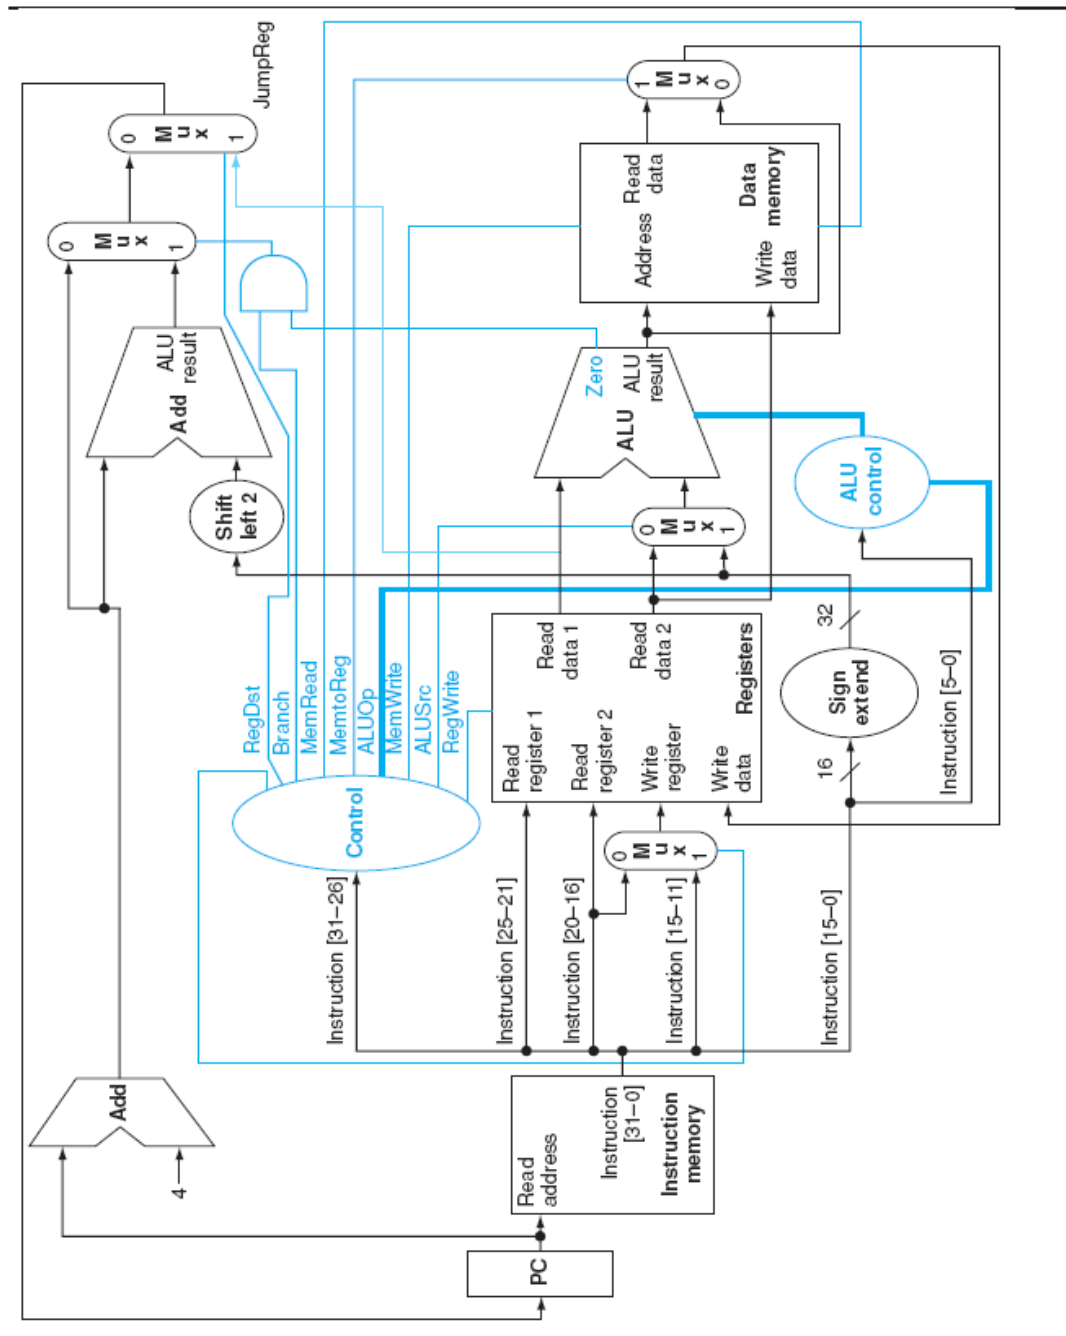 JumpReg
0
M
u
x
1
0
M
u
x
1
Add
ALU
result
Shift
left 2
Add
4
RegDst
Branch
MemRead
MemtoReg
ALUOp
MemWrite
ALUSrc
RegWrite
Control
Instruction [31–26]
Instruction [25–21]
Instruction [20–16]
Instruction [15–11]
Instruction [15–0]
Instruction [5–0]
PC
Read
address
Instruction
[31–0]
Instruction
memory
0
M
u
x
1
Read
register 1
Read
register 2
Write
register
Write
data
Read
data 1
Read
data 2
Registers
16
Sign
extend
32
0
M
u
x
1
Zero
ALU
ALU
result
ALU
control
Address
Read
data
Write
data
Data
memory
1
M
u
x
0